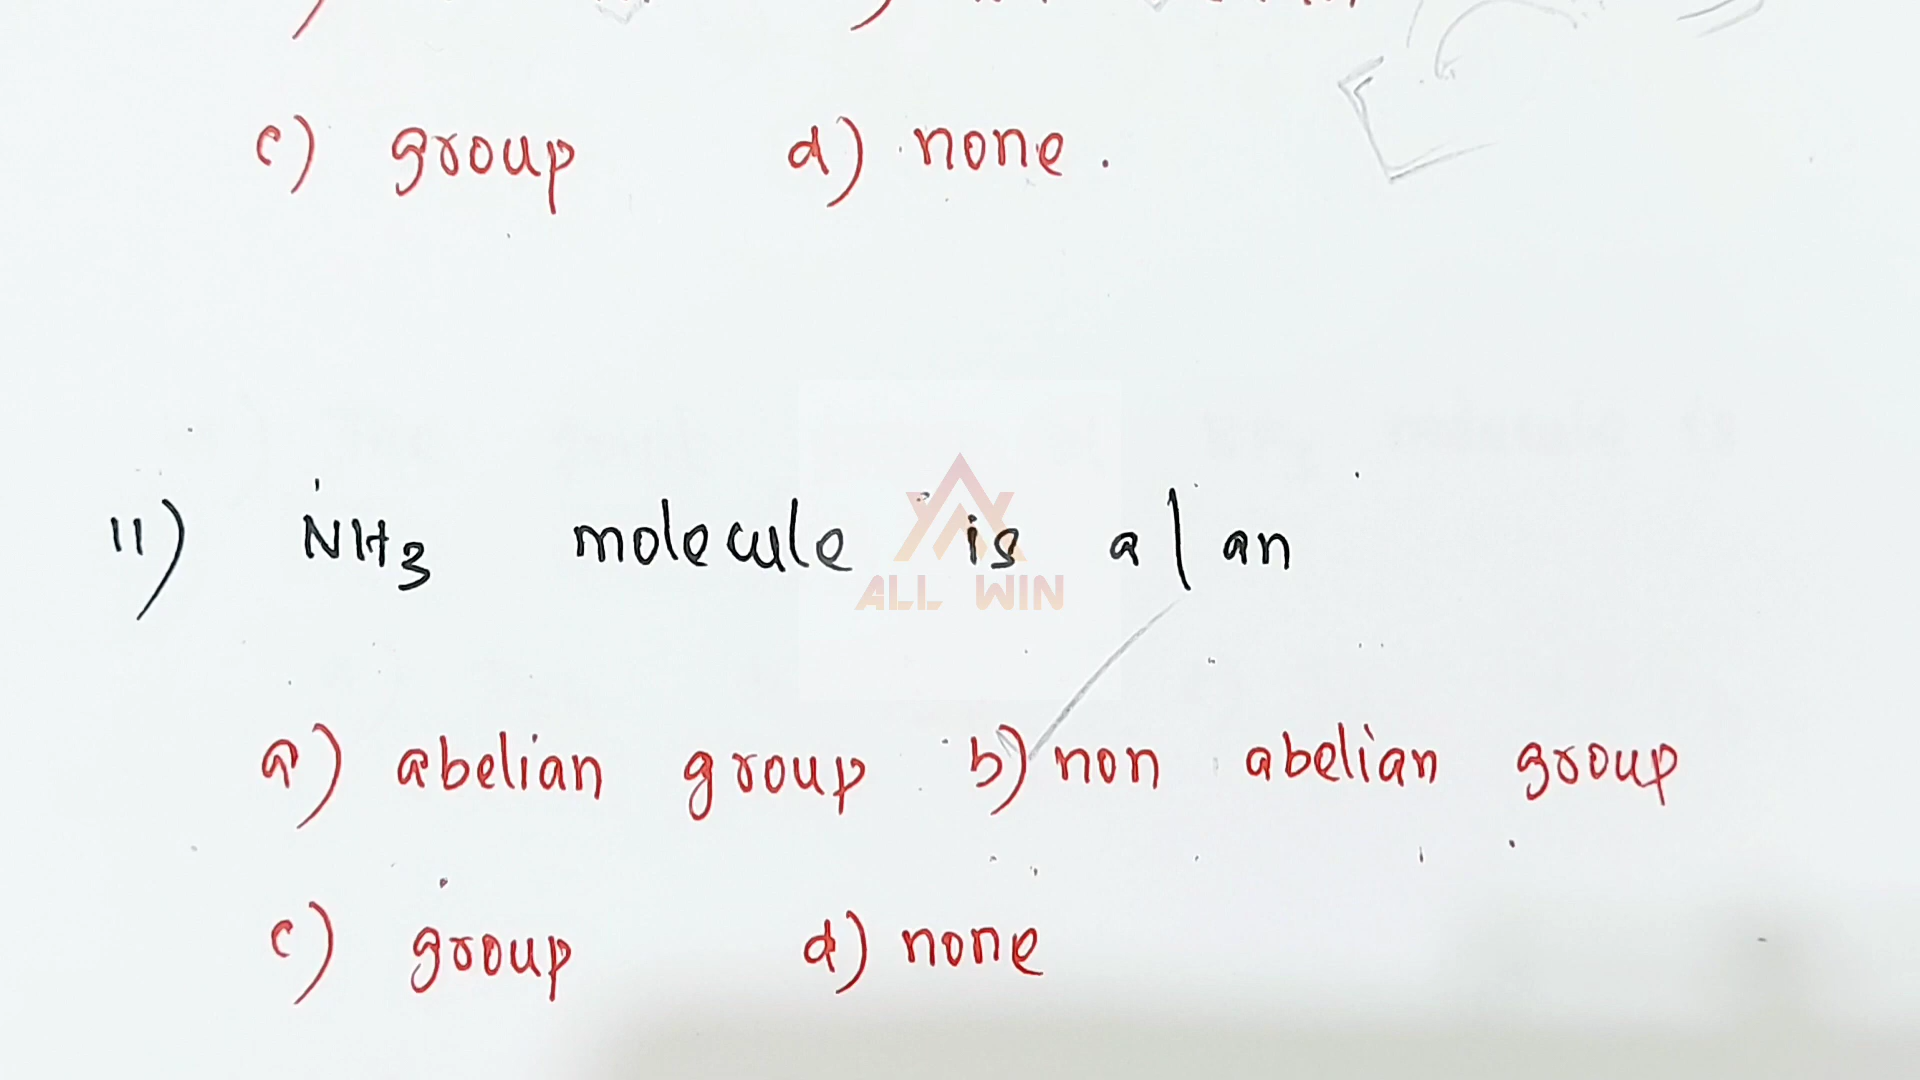 c) group d) none.
11) NH3 molecule is a/an
ALL WIN
a) abelian group b) non abelian group
c) group d) none